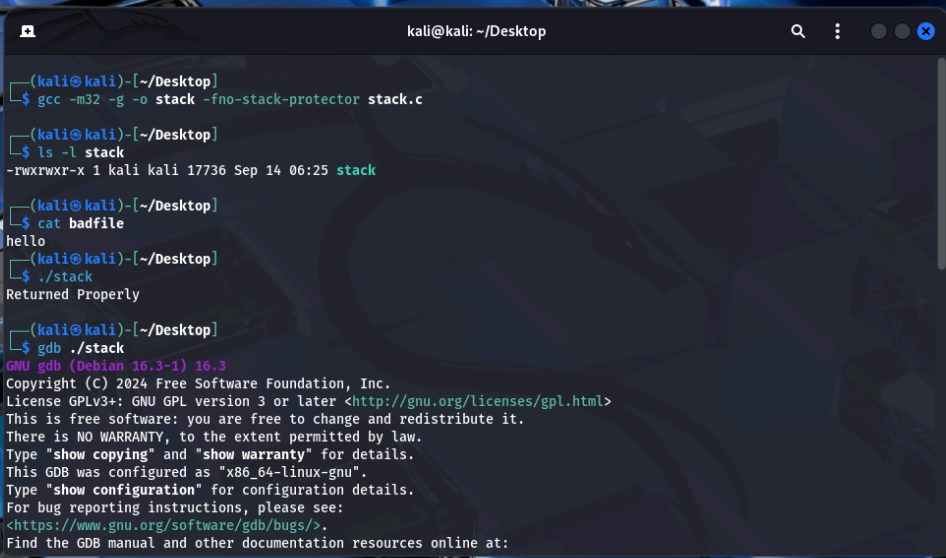 kali@kali: ~/Desktop
┌──(kali㉿kali)-[~/Desktop]
└─$ gcc -m32 -g -o stack -fno-stack-protector stack.c
┌──(kali㉿kali)-[~/Desktop]
└─$ ls -l stack
-rwxrwxr-x 1 kali kali 17736 Sep 14 06:25 stack
┌──(kali㉿kali)-[~/Desktop]
└─$ cat badfile
hello
┌──(kali㉿kali)-[~/Desktop]
└─$ ./stack
Returned Properly
┌──(kali㉿kali)-[~/Desktop]
└─$ gdb ./stack
GNU gdb (Debian 16.3-1) 16.3
Copyright (C) 2024 Free Software Foundation, Inc.
License GPLv3+: GNU GPL version 3 or later <http://gnu.org/licenses/gpl.html>
This is free software: you are free to change and redistribute it.
There is NO WARRANTY, to the extent permitted by law.
Type "show copying" and "show warranty" for details.
This GDB was configured as "x86_64-linux-gnu".
Type "show configuration" for configuration details.
For bug reporting instructions, please see:
<https://www.gnu.org/software/gdb/bugs/>.
Find the GDB manual and other documentation resources online at: